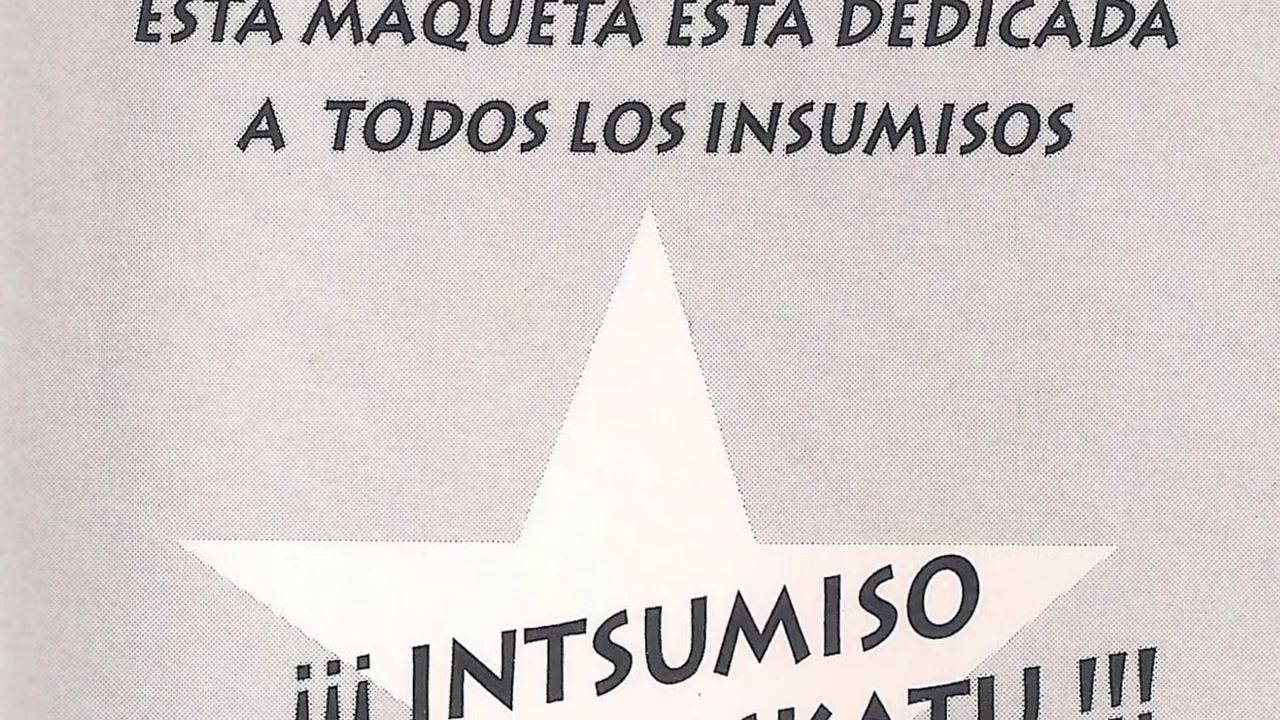 ESTA MAQUETA ESTA DEDICADA
A TODOS LOS INSUMISOS
¡¡¡ INTSUMISO
!!!